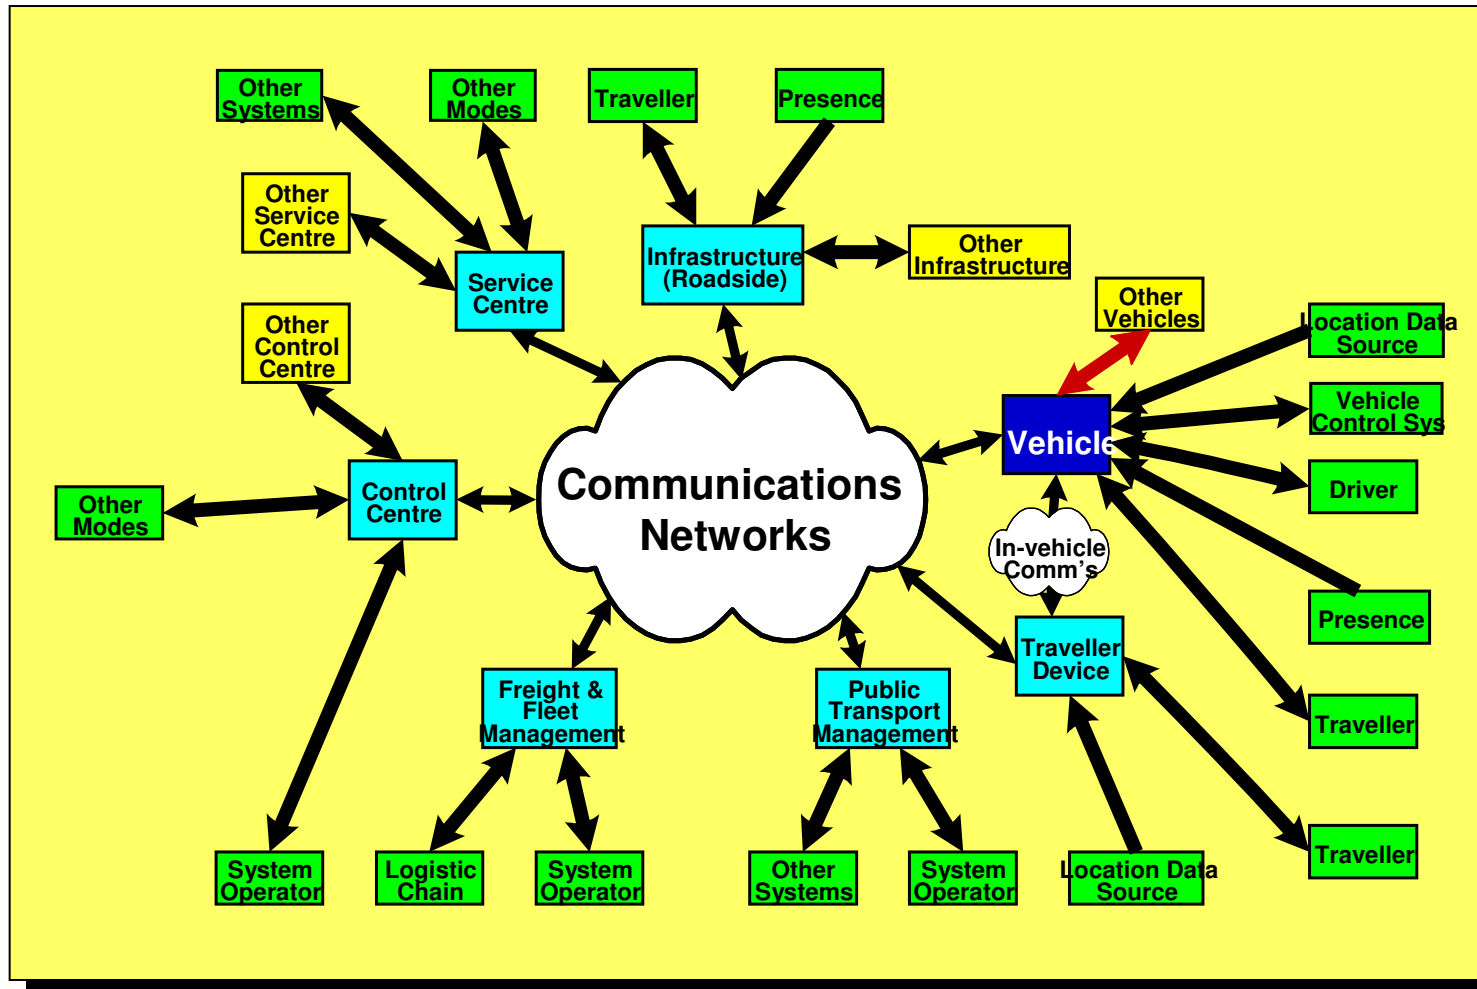 Other
Systems
Other
Modes
Traveller
Presence
Other
Service
Centre
Service
Centre
Infrastructure
(Roadside)
Other
Infrastructure
Other
Vehicles
Location Data
Source
Other
Control
Centre
Vehicle
Vehicle
Control Sys
Driver
Other
Modes
Control
Centre
Communications
Networks
In-vehicle
Comm's
Presence
Traveller
Device
Traveller
Freight &
Fleet
Management
Public
Transport
Management
System
Operator
Logistic
Chain
System
Operator
Other
Systems
System
Operator
Location Data
Source
Traveller